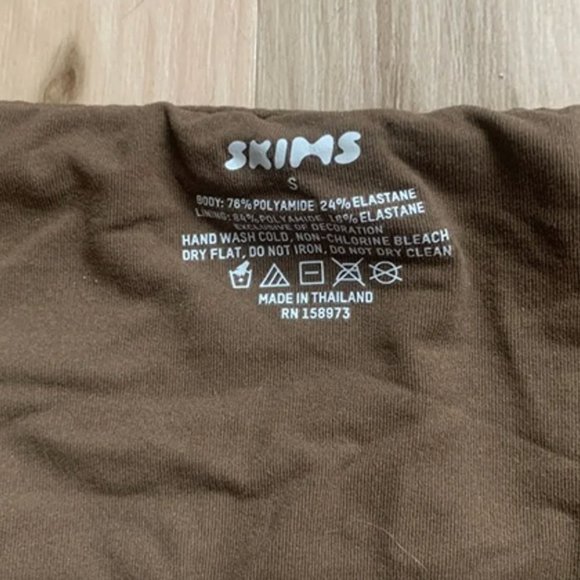 SKIMS
S
BODY: 76% POLYAMIDE 24% ELASTANE
LINING: 84% POLYAMIDE 16% ELASTANE
EXCLUSIVE OF DECORATION
HAND WASH COLD, NON-CHLORINE BLEACH
DRY FLAT, DO NOT IRON, DO NOT DRY CLEAN
MADE IN THAILAND
RN 158973